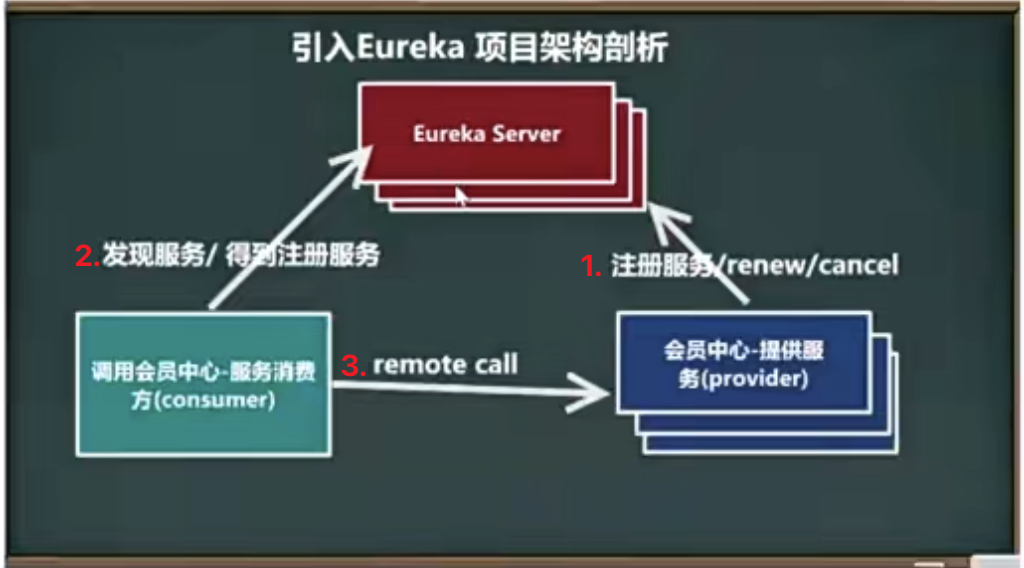 引入Eureka 项目架构剖析
Eureka Server
2.发现服务/ 得到注册服务
1. 注册服务/renew/cancel
调用会员中心-服务消费
方(consumer)
3. remote call
会员中心-提供服
务(provider)